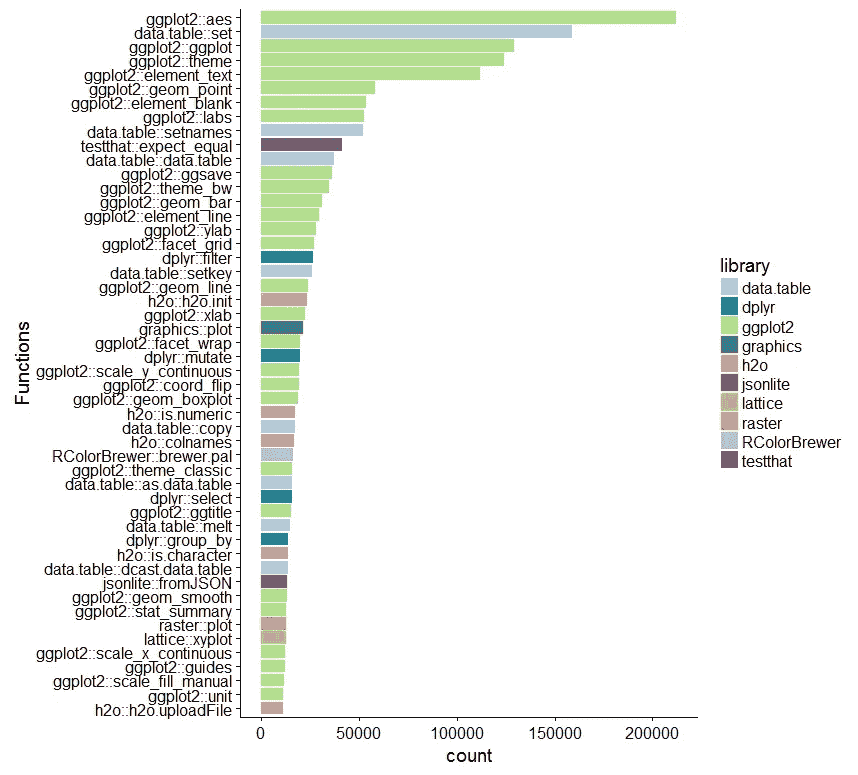 ggplot2::aes
data.table::set
ggplot2::ggplot
ggplot2::theme
ggplot2::element_text
ggplot2::geom_point
ggplot2::element_blank
ggplot2::labs
data.table::setnames
testthat::expect_equal
data.table::data.table
ggplot2::ggsave
ggplot2::theme_bw
ggplot2::geom_bar
ggplot2::element_line
ggplot2::ylab
ggplot2::facet_grid
dplyr::filter
data.table::setkey
ggplot2::geom_line
h2o::h2o.init
ggplot2::xlab
graphics::plot
ggplot2::facet_wrap
dplyr::mutate
ggplot2::scale_y_continuous
ggplot2::coord_flip
ggplot2::geom_boxplot
h2o::is.numeric
data.table::copy
h2o::colnames
RColorBrewer::brewer.pal
ggplot2::theme_classic
data.table::as.data.table
dplyr::select
ggplot2::ggtitle
data.table::melt
dplyr::group_by
h2o::is.character
data.table::dcast.data.table
jsonlite::fromJSON
ggplot2::geom_smooth
ggplot2::stat_summary
raster::plot
lattice::xyplot
ggplot2::scale_x_continuous
ggplot2::guides
ggplot2::scale_fill_manual
ggplot2::unit
h2o::h2o.uploadFile
Functions
0 50000 100000 150000 200000
count
library
data.table
dplyr
ggplot2
graphics
h2o
jsonlite
lattice
raster
RColorBrewer
testthat